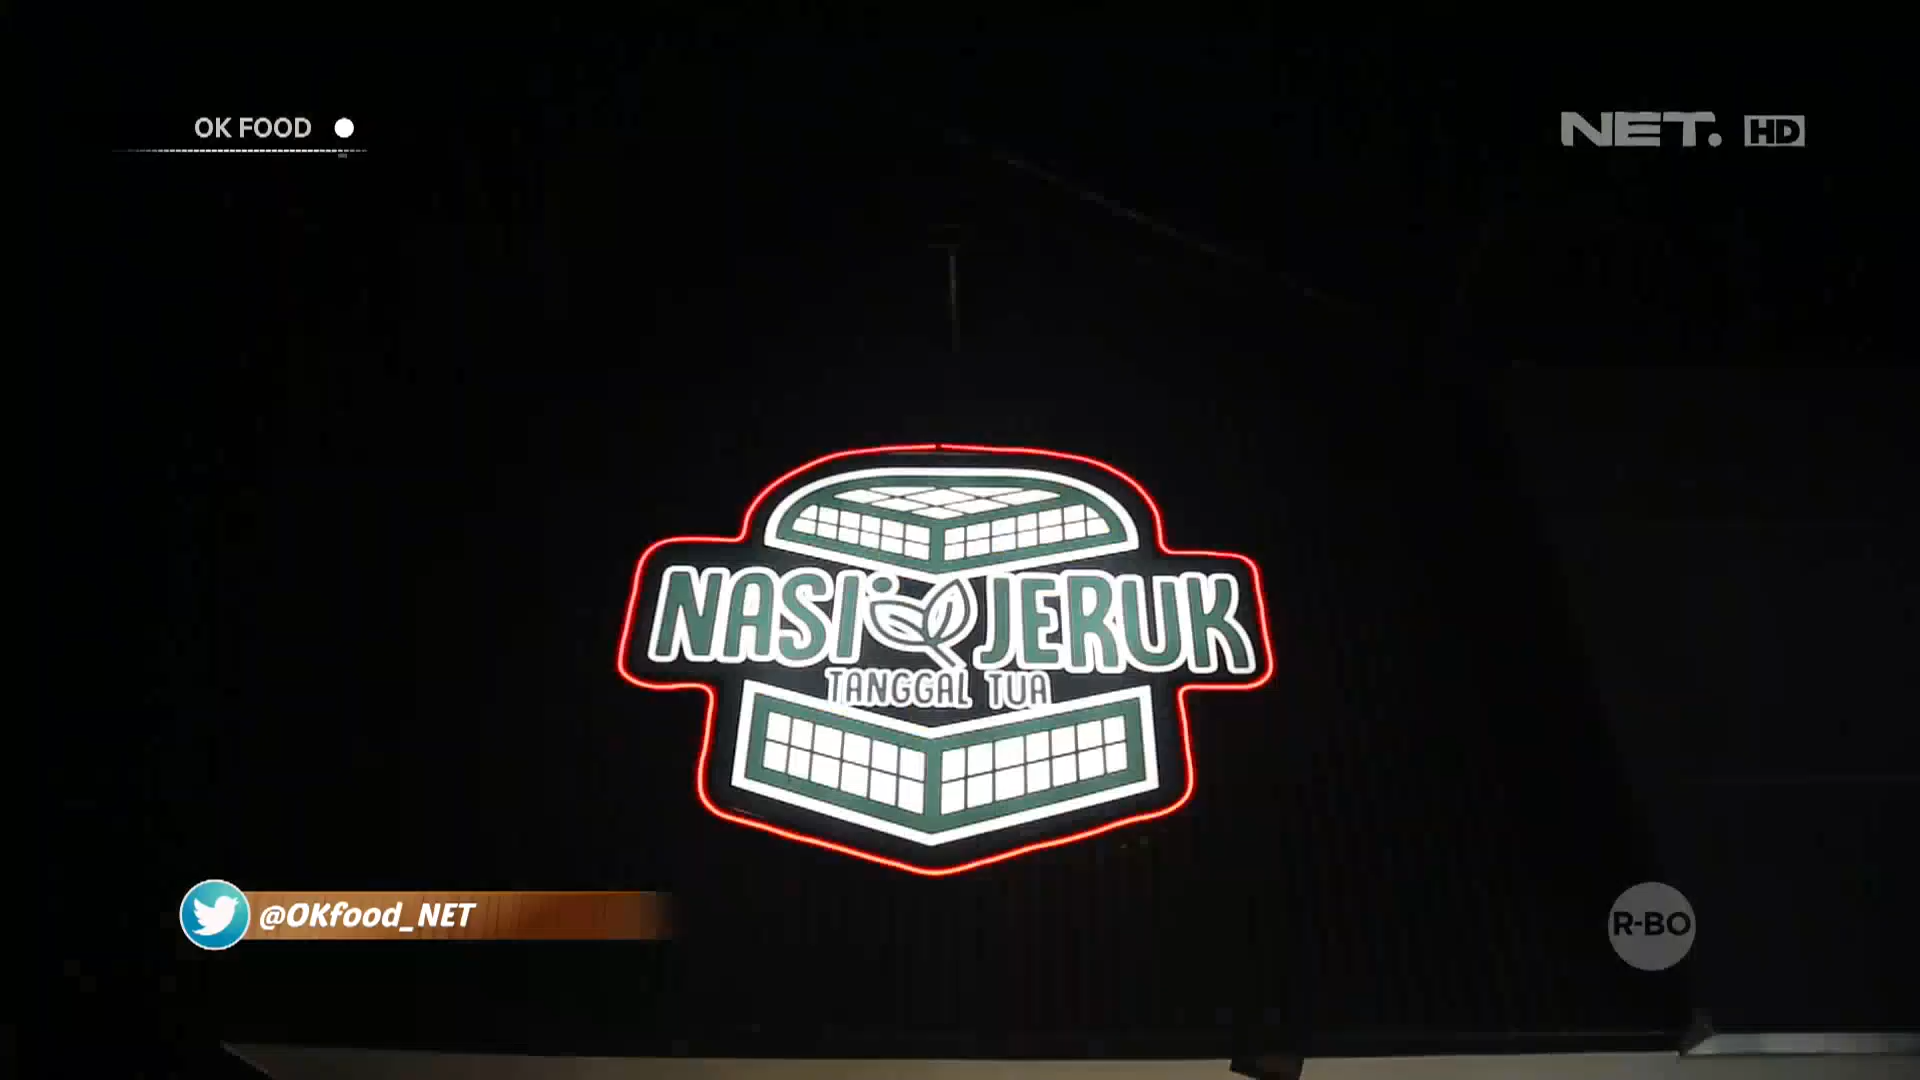 OK FOOD
NET. HD
NASI JERUK
TANGGAL TUA
@OKfood_NET
R-BO